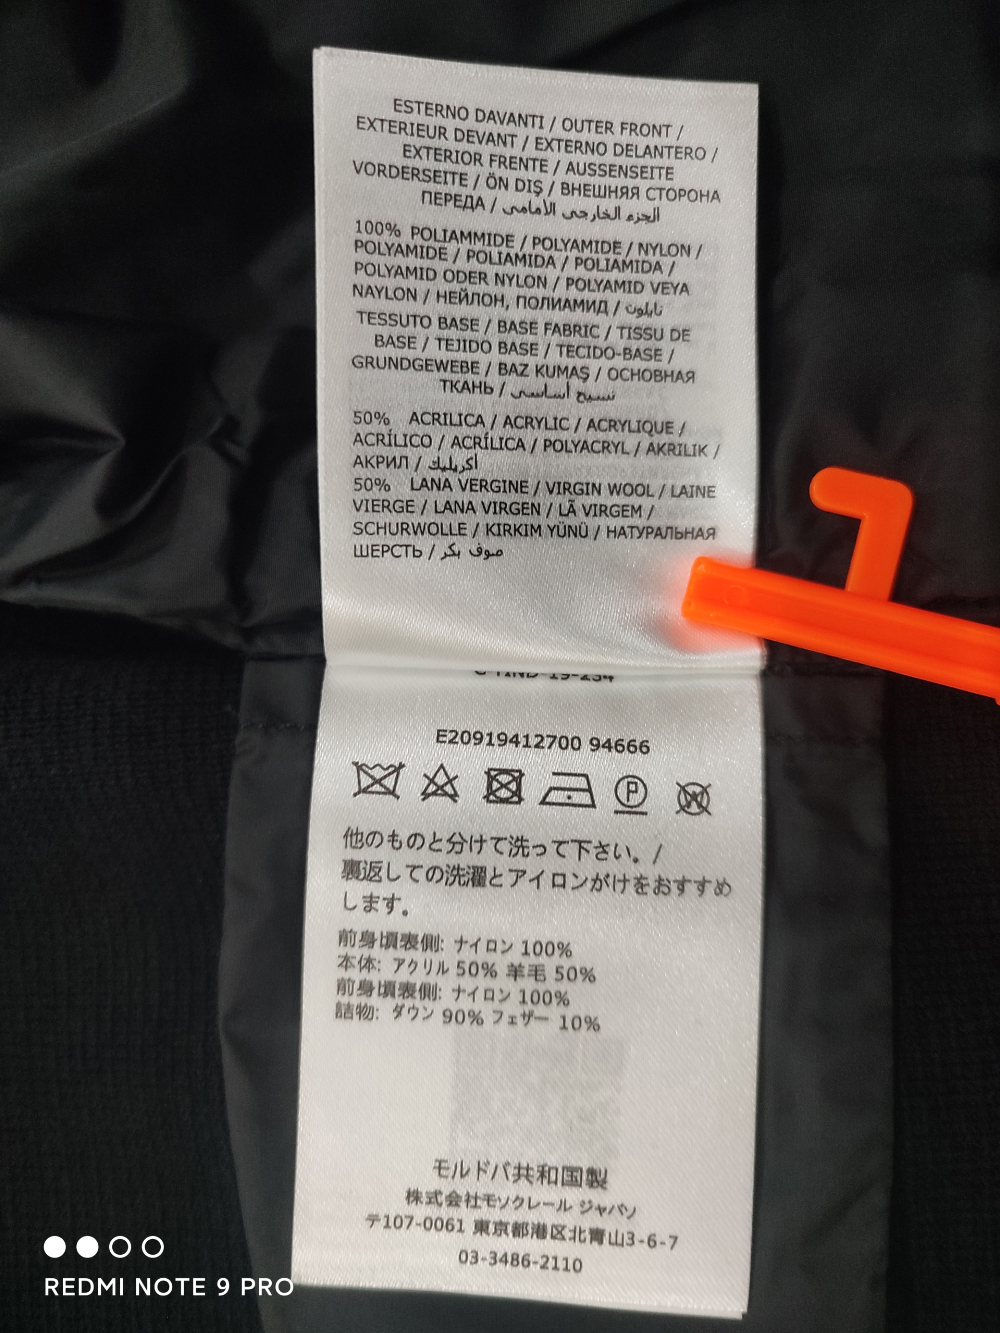 ESTERNO DAVANTI / OUTER FRONT /
EXTERIEUR DEVANT / EXTERNO DELANTERO /
EXTERIOR FRENTE / AUSSENSEITE
VORDERSEITE / ÖN DIŞ / ВНЕШНЯЯ СТОРОНА
ПЕРЕДА / الجزء الخارجي الأمامي
100% POLIAMMIDE / POLYAMIDE / NYLON /
POLYAMIDE / POLIAMIDA / POLIAMIDA /
POLYAMID ODER NYLON / POLYAMID VEYA
NAYLON / НЕЙЛОН, ПОЛИАМИД / نايلون
TESSUTO BASE / BASE FABRIC / TISSU DE
BASE / TEJIDO BASE / TECIDO-BASE /
GRUNDGEWEBE / BAZ KUMAŞ / ОСНОВНАЯ
ТКАНЬ / نسيج أساسي
50% ACRILICA / ACRYLIC / ACRYLIQUE /
ACRÍLICO / ACRÍLICA / POLYACRYL / AKRILIK /
АКРИЛ / أكريليك
50% LANA VERGINE / VIRGIN WOOL / LAINE
VIERGE / LANA VIRGEN / LÃ VIRGEM /
SCHURWOLLE / KIRKIM YÜNÜ / НАТУРАЛЬНАЯ
ШЕРСТЬ / صوف بكر
E20919412700 94666
P
W
他のものと分けて洗って下さい。/
裏返しての洗濯とアイロンがけをおすすめ
します。
前身頃表側: ナイロン 100%
本体: アクリル 50% 羊毛 50%
前身頃表側: ナイロン 100%
詰物: ダウン 90% フェザー 10%
モルドバ共和国製
株式会社モンクレール ジャパン
〒107-0061 東京都港区北青山3-6-7
03-3486-2110
REDMI NOTE 9 PRO